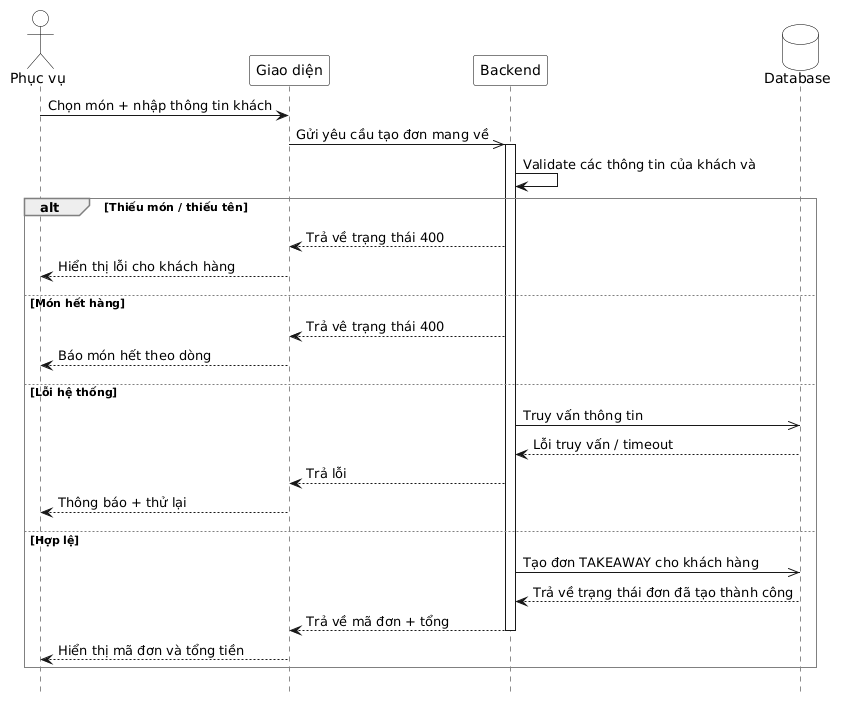 Phục vụ
Giao diện
Backend
Database
Chọn món + nhập thông tin khách
Gửi yêu cầu tạo đơn mang về
Validate các thông tin của khách và
alt
[Thiếu món / thiếu tên]
Trả về trạng thái 400
Hiển thị lỗi cho khách hàng
[Món hết hàng]
Trả vê trạng thái 400
Báo món hết theo dòng
[Lỗi hệ thống]
Truy vấn thông tin
Lỗi truy vấn / timeout
Trả lỗi
Thông báo + thử lại
[Hợp lệ]
Tạo đơn TAKEAWAY cho khách hàng
Trả về trạng thái đơn đã tạo thành công
Trả về mã đơn + tổng
Hiển thị mã đơn và tổng tiền